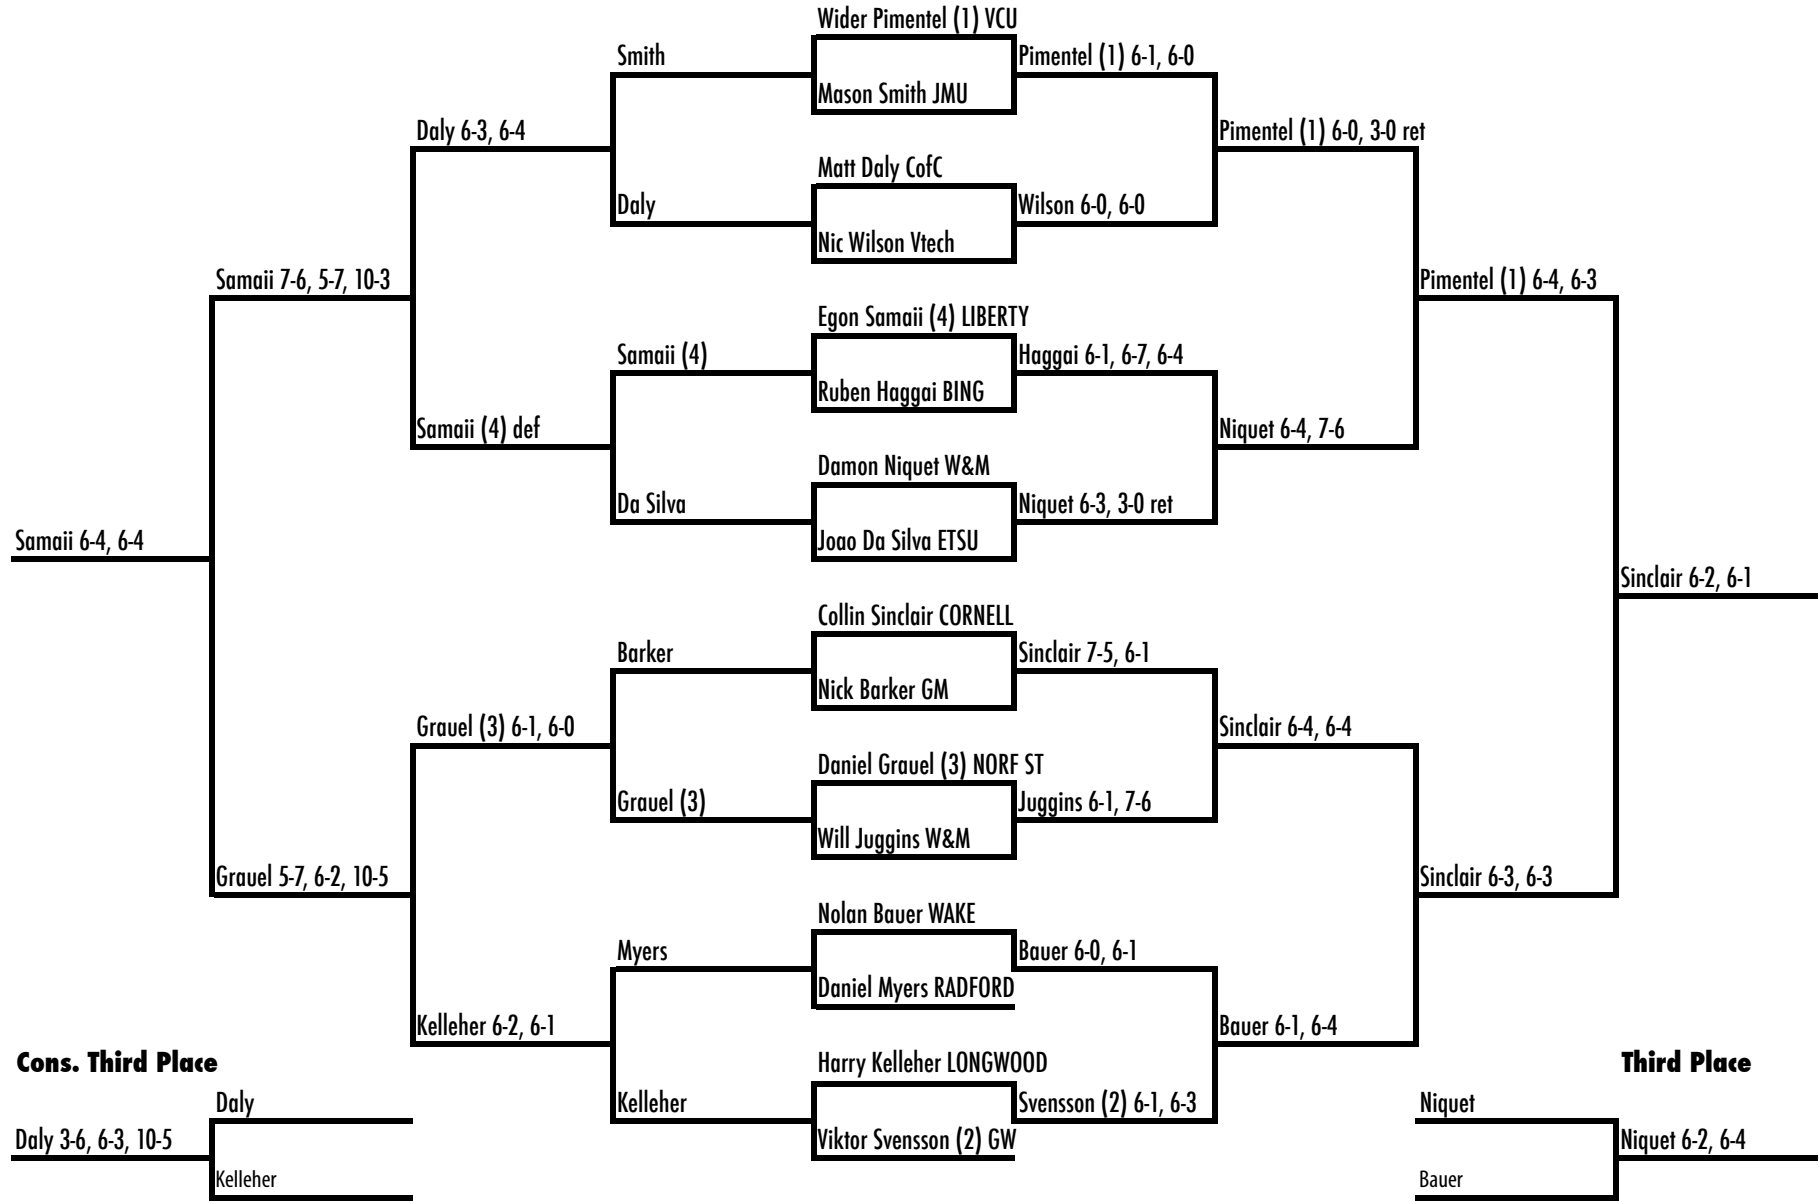 Wider Pimentel (1) VCU
Smith
Pimentel (1) 6-1, 6-0
Mason Smith JMU
Daly 6-3, 6-4
Pimentel (1) 6-0, 3-0 ret
Matt Daly CofC
Daly
Wilson 6-0, 6-0
Nic Wilson Vtech
Samaii 7-6, 5-7, 10-3
Pimentel (1) 6-4, 6-3
Egon Samaii (4) LIBERTY
Samaii (4)
Haggai 6-1, 6-7, 6-4
Ruben Haggai BING
Samaii (4) def
Niquet 6-4, 7-6
Damon Niquet W&M
Da Silva
Niquet 6-3, 3-0 ret
Joao Da Silva ETSU
Samaii 6-4, 6-4
Sinclair 6-2, 6-1
Collin Sinclair CORNELL
Barker
Sinclair 7-5, 6-1
Nick Barker GM
Grauel (3) 6-1, 6-0
Sinclair 6-4, 6-4
Daniel Grauel (3) NORF ST
Grauel (3)
Juggins 6-1, 7-6
Will Juggins W&M
Grauel 5-7, 6-2, 10-5
Sinclair 6-3, 6-3
Nolan Bauer WAKE
Myers
Bauer 6-0, 6-1
Daniel Myers RADFORD
Kelleher 6-2, 6-1
Bauer 6-1, 6-4
Cons. Third Place
Harry Kelleher LONGWOOD
Third Place
Daly
Kelleher
Svensson (2) 6-1, 6-3
Niquet
Daly 3-6, 6-3, 10-5
Viktor Svensson (2) GW
Niquet 6-2, 6-4
Kelleher
Bauer